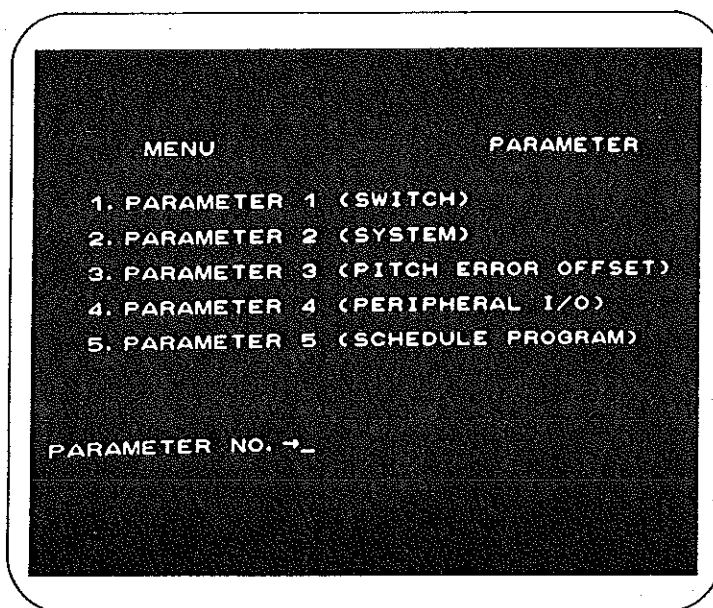 MENU PARAMETER
1. PARAMETER 1 (SWITCH)
2. PARAMETER 2 (SYSTEM)
3. PARAMETER 3 (PITCH ERROR OFFSET)
4. PARAMETER 4 (PERIPHERAL I/O)
5. PARAMETER 5 (SCHEDULE PROGRAM)
PARAMETER NO. →_